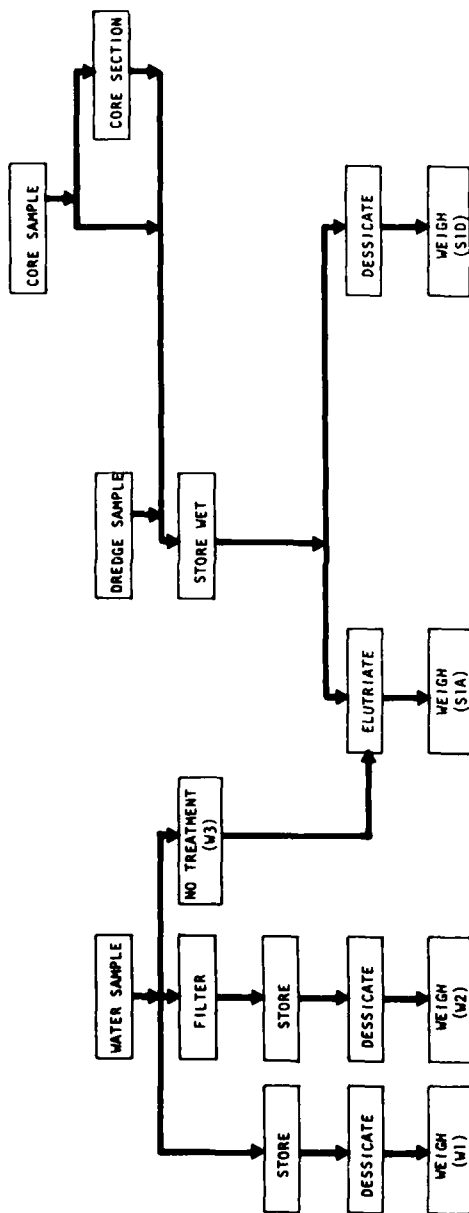 CORE SAMPLE
CORE SECTION
WATER SAMPLE
DREDGE SAMPLE
FILTER
NO TREATMENT
(W3)
STORE WET
STORE
STORE
DESSICATE
DESSICATE
ELUTRIATE
DESSICATE
WEIGH
(W1)
WEIGH
(W2)
WEIGH
(S1A)
WEIGH
(S1D)